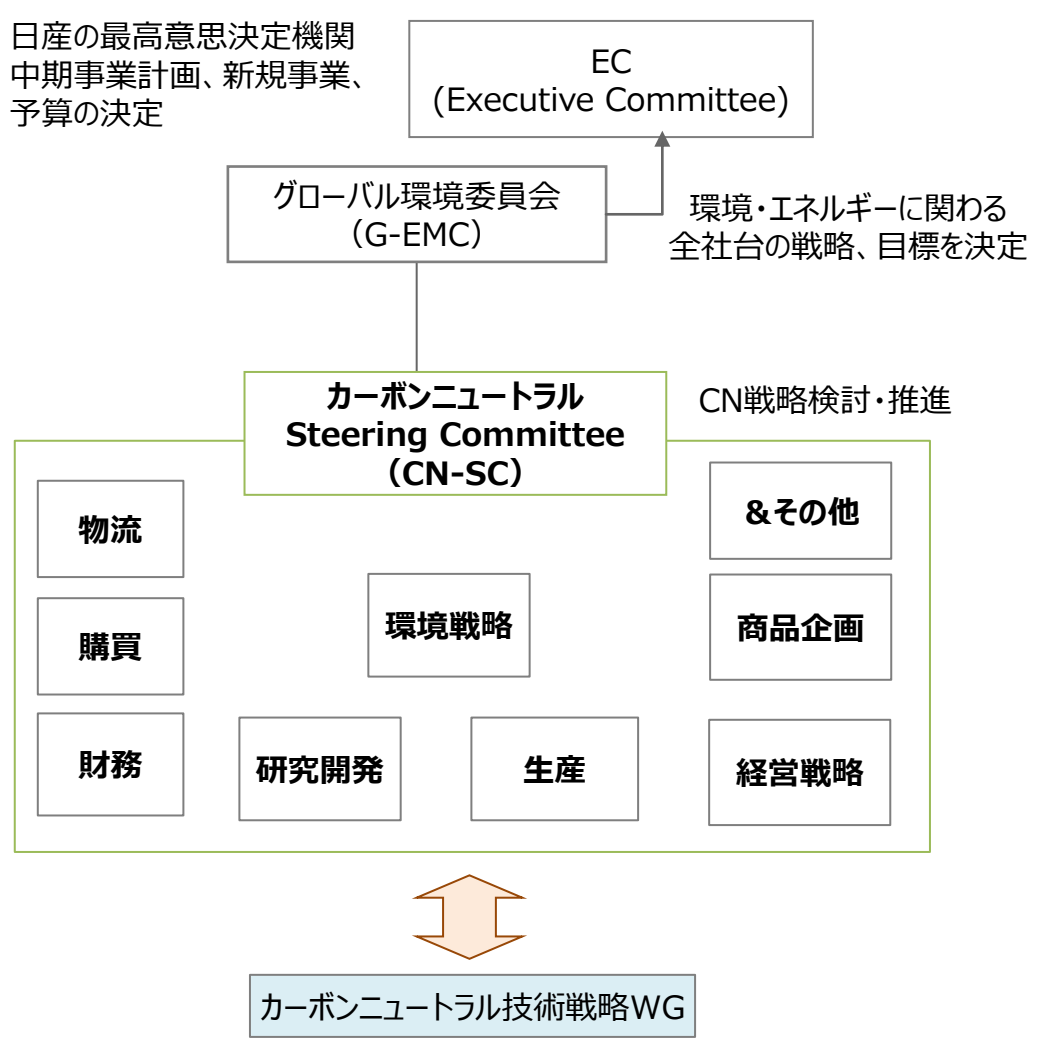 日産の最高意思決定機関
中期事業計画、新規事業、
予算の決定
EC
(Executive Committee)
グローバル環境委員会
（G-EMC）
環境・エネルギーに関わる
全社台の戦略、目標を決定
カーボンニュートラル
Steering Committee
（CN-SC）
CN戦略検討・推進
物流
&その他
環境戦略
商品企画
購買
財務
研究開発
生産
経営戦略
カーボンニュートラル技術戦略WG